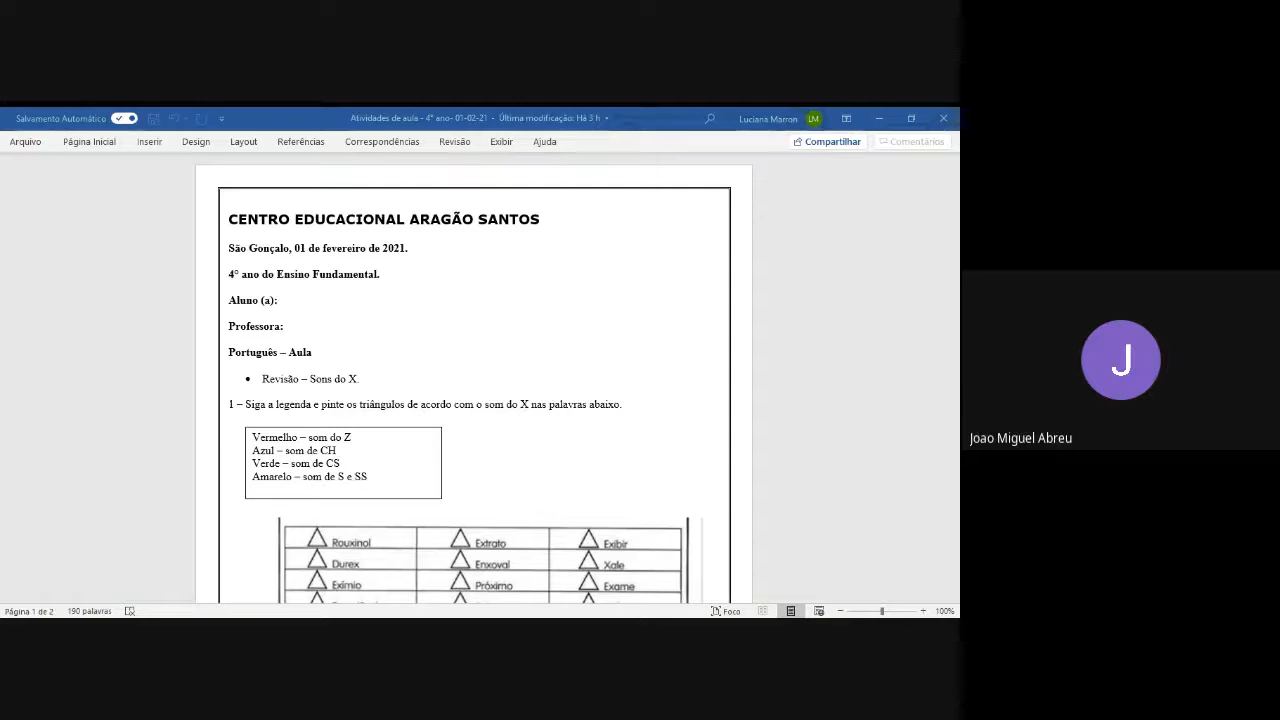 Salvamento Automático
Atividades de aula - 4° ano- 01-02-21 - Última modificação: Há 3 h
Luciana Marron LM
Arquivo Página Inicial Inserir Design Layout Referências Correspondências Revisão Exibir Ajuda Compartilhar Comentários
CENTRO EDUCACIONAL ARAGÃO SANTOS
São Gonçalo, 01 de fevereiro de 2021.
4° ano do Ensino Fundamental.
Aluno (a):
Professora:
Português – Aula
• Revisão – Sons do X.
1 – Siga a legenda e pinte os triângulos de acordo com o som do X nas palavras abaixo.
Vermelho – som do Z
Azul – som de CH
Verde – som de CS
Amarelo – som de S e SS
Rouxinol Extrato Exibir
Durex Enxoval Xale
Exímio Próximo Exame
Página 1 de 2 190 palavras Foco 100%
J
Joao Miguel Abreu